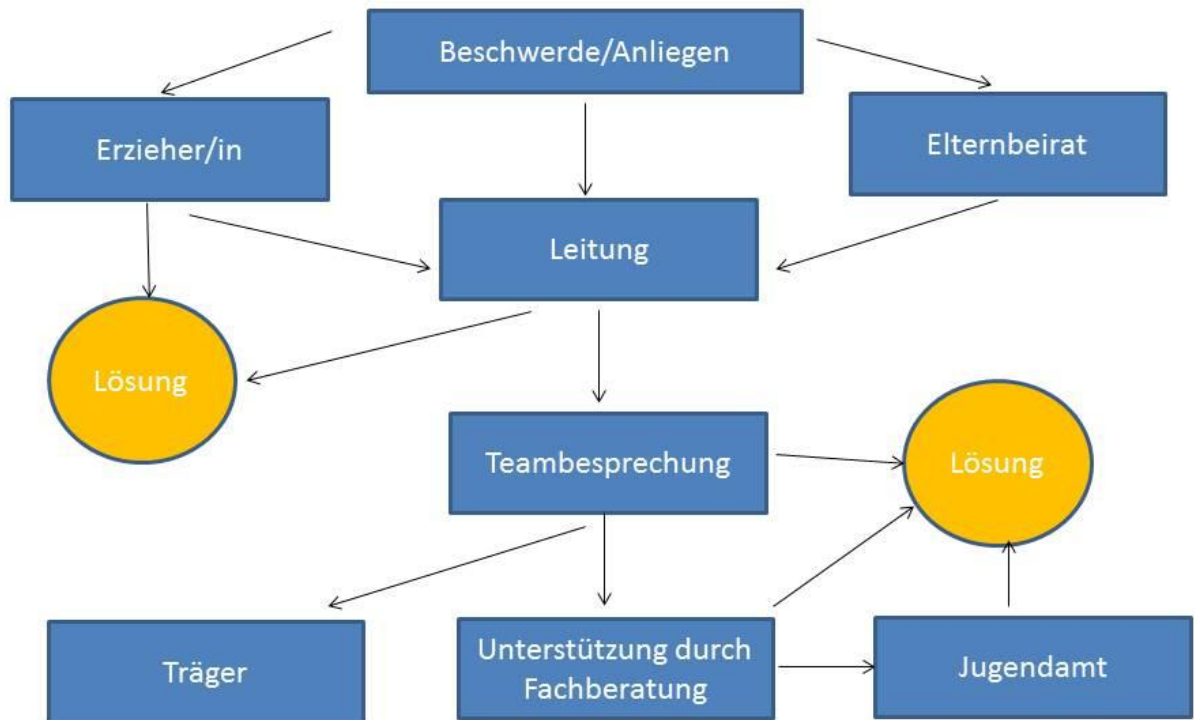 Beschwerde/Anliegen
Erzieher/in
Elternbeirat
Leitung
Lösung
Teambesprechung
Lösung
Träger
Unterstützung durch
Fachberatung
Jugendamt